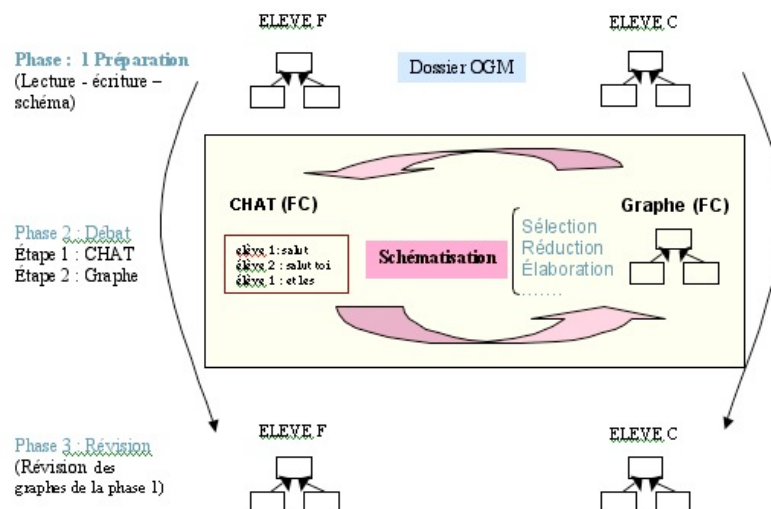 ELEVE F
ELEVE C
Phase : 1 Préparation
(Lecture - écriture –
schéma)
Dossier OGM
CHAT (FC)
Graphe (FC)
Phase 2 : Débat
Étape 1 : CHAT
Étape 2 : Graphe
elève 1: salut
élève 2 : salut toi
élève 1 : et les
Schématisation
Sélection
Réduction
Élaboration
.......
Phase 3 : Révision
(Révision des
graphes de la phase 1)
ELEVE F
ELEVE C